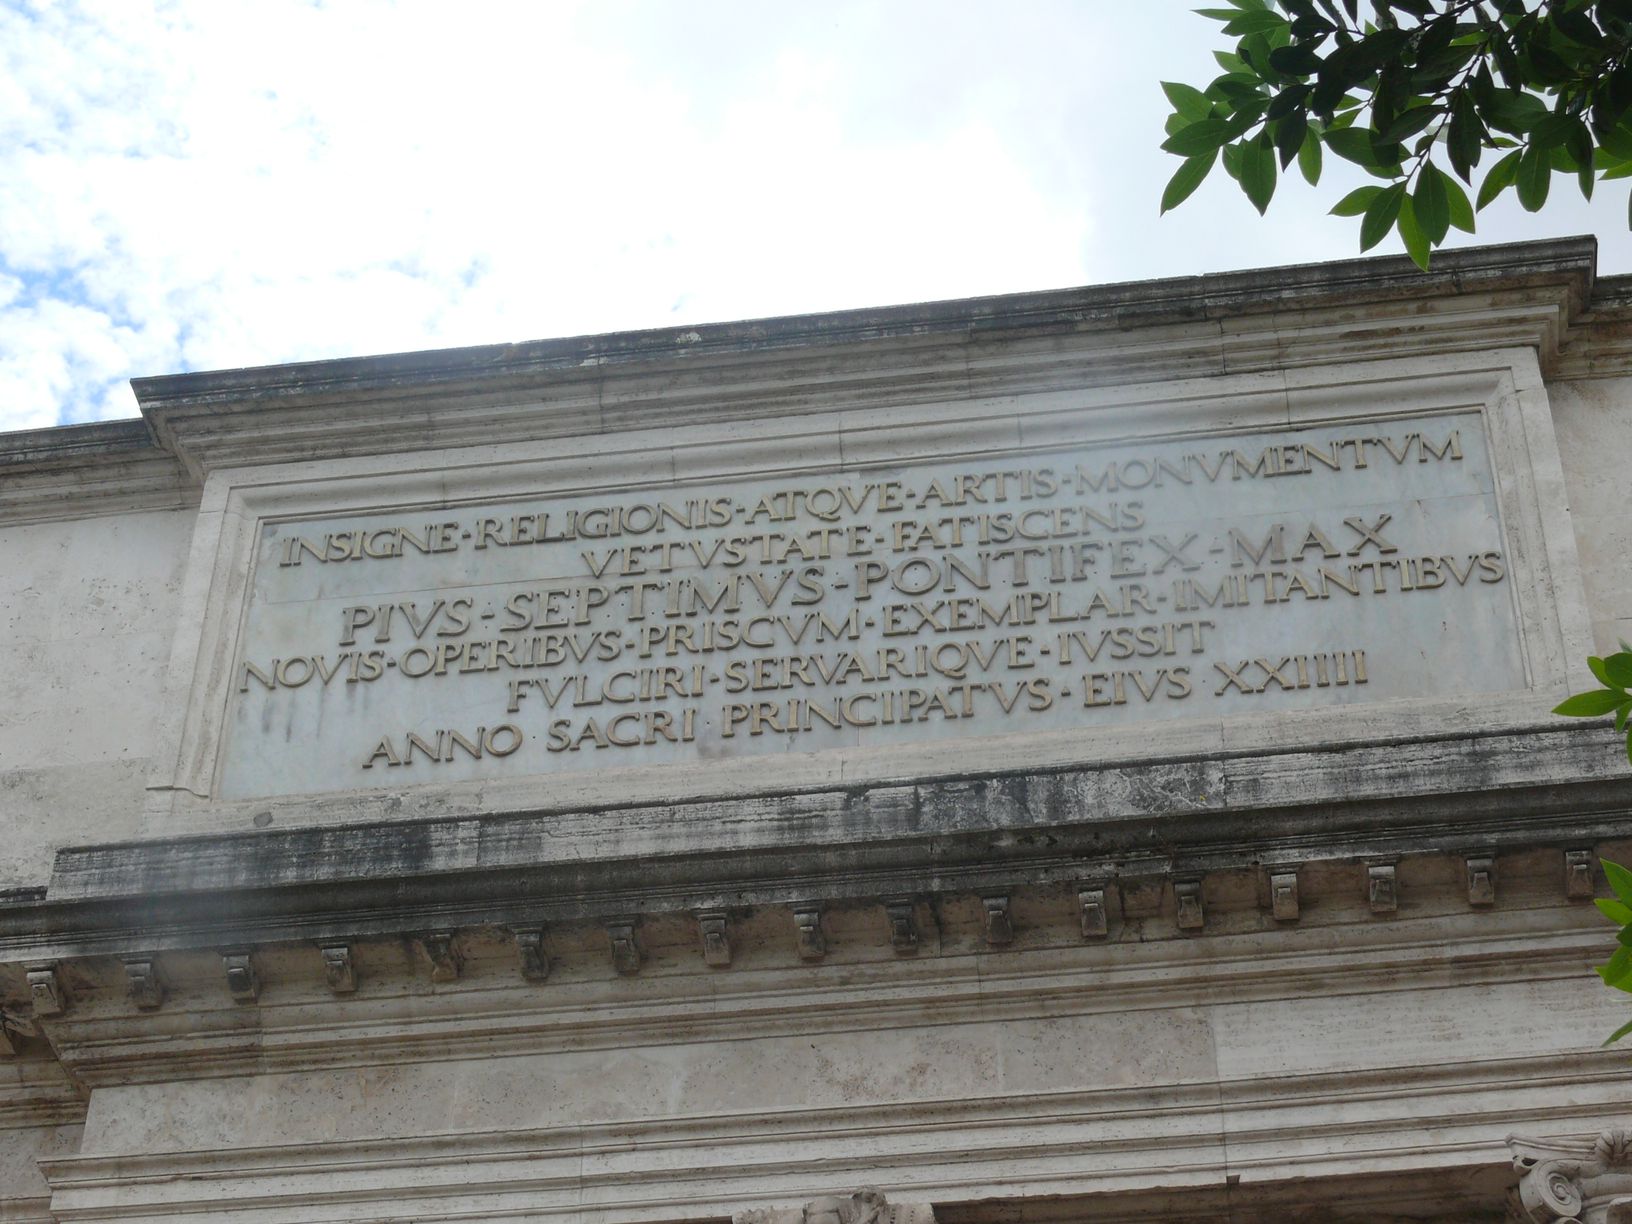 INSIGNE·RELIGIONIS·ATQVE·ARTIS·MONVMENTVM
VETVSTATE·FATISCENS
PIVS·SEPTIMVS·PONTIFEX·MAX
NOVIS·OPERIBVS·PRISCVM·EXEMPLAR·IMITANTIBVS
FVLCIRI·SERVARIQVE·IVSSIT
ANNO SACRI PRINCIPATVS·EIVS XXIIII